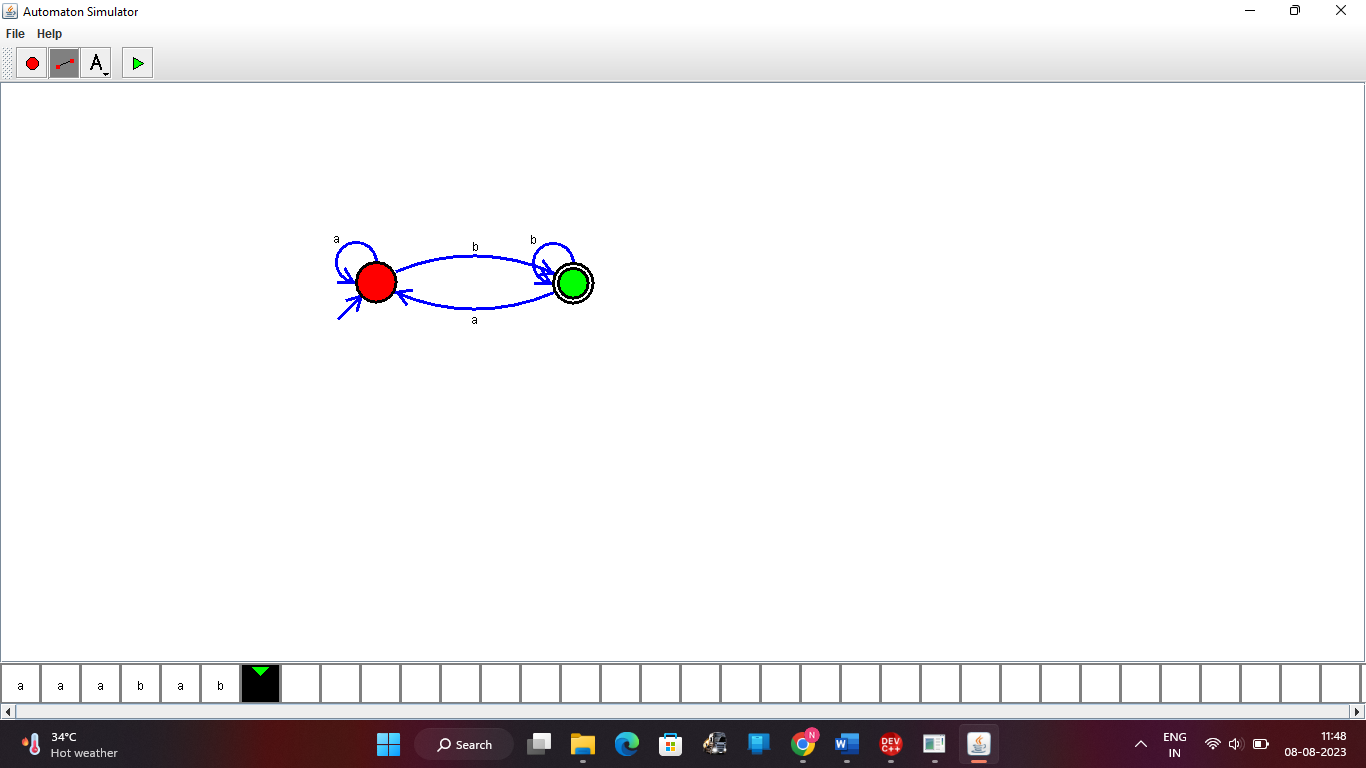 Automaton Simulator
File Help
A
a
b
b
a
a a a b a b
34°C
Hot weather
Search
N
W
DEV
C++
ENG
IN
11:48
08-08-2023